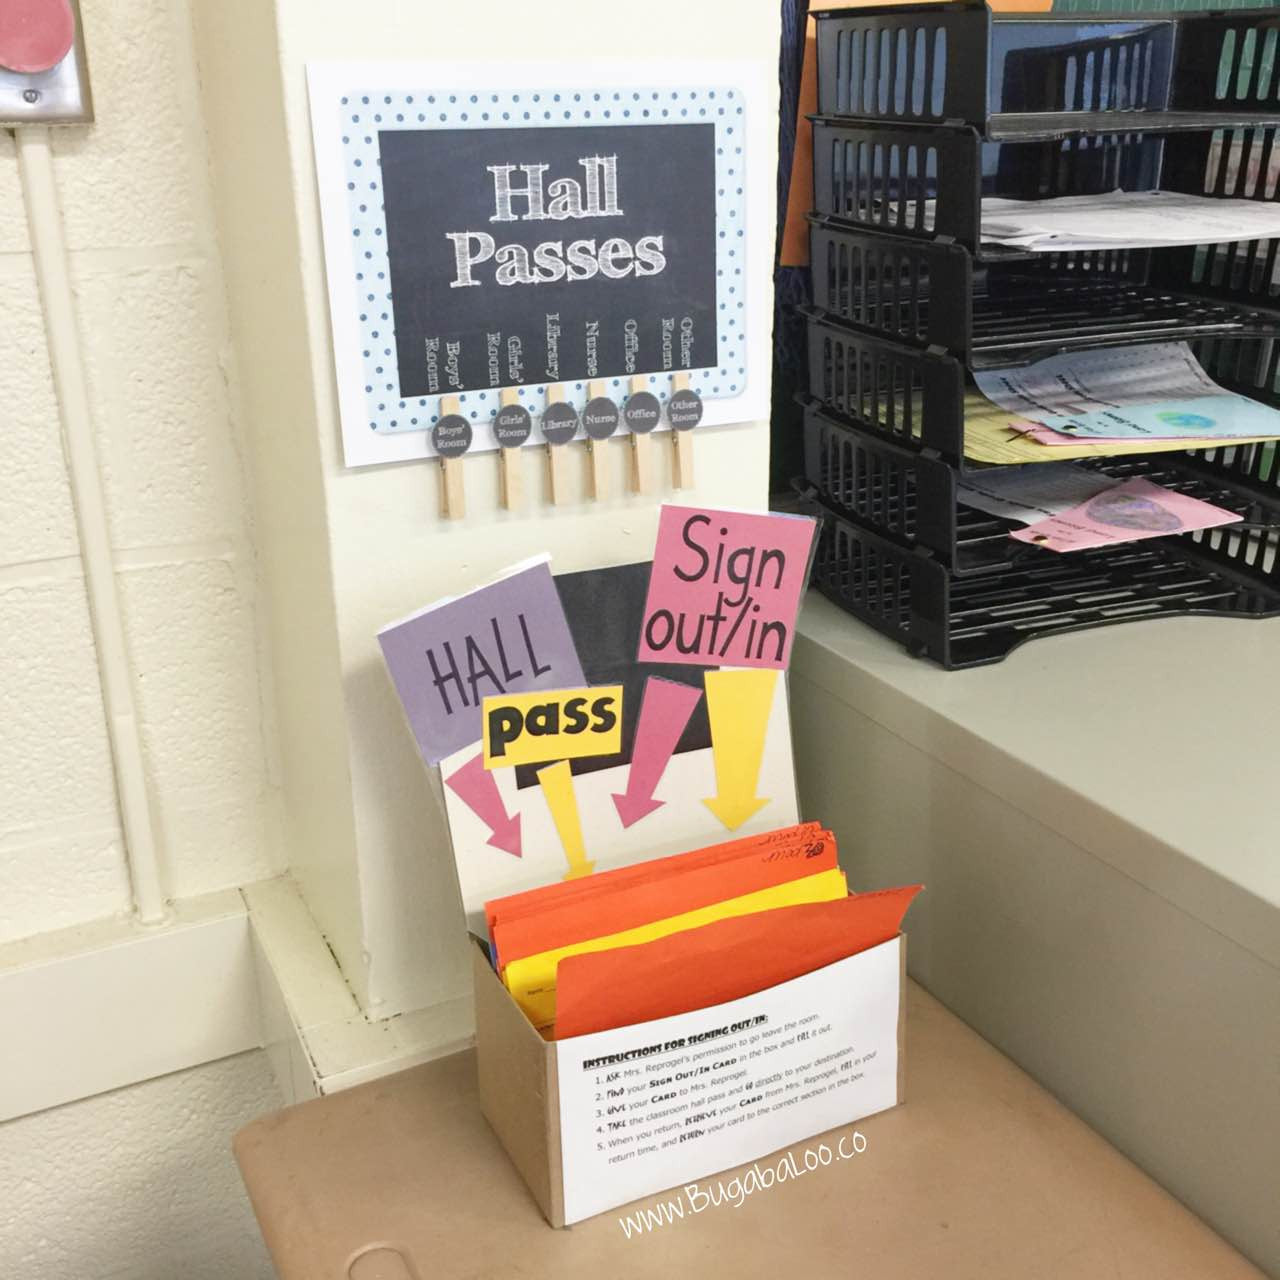 Hall
Passes
Boys'
Room
Girls'
Room
Library
Nurse
Office
Other
Room
Boys'
Room
Girls'
Room
Library
Nurse
Office
Other
Room
Sign
out/in
HALL
pass
INSTRUCTIONS FOR SIGNING OUT/IN:
1. ASK Mrs. Reprogel's permission to go leave the room.
2. FIND your SIGN OUT/IN CARD in the box and FILL it out.
3. GIVE your CARD to Mrs. Reprogel.
4. TAKE the classroom hall pass and GO directly to your destination.
5. When you return, RETRIEVE your CARD from Mrs. Reprogel, FILL in your
return time, and RETURN your card to the correct section in the box.
www.BugabaLoo.co